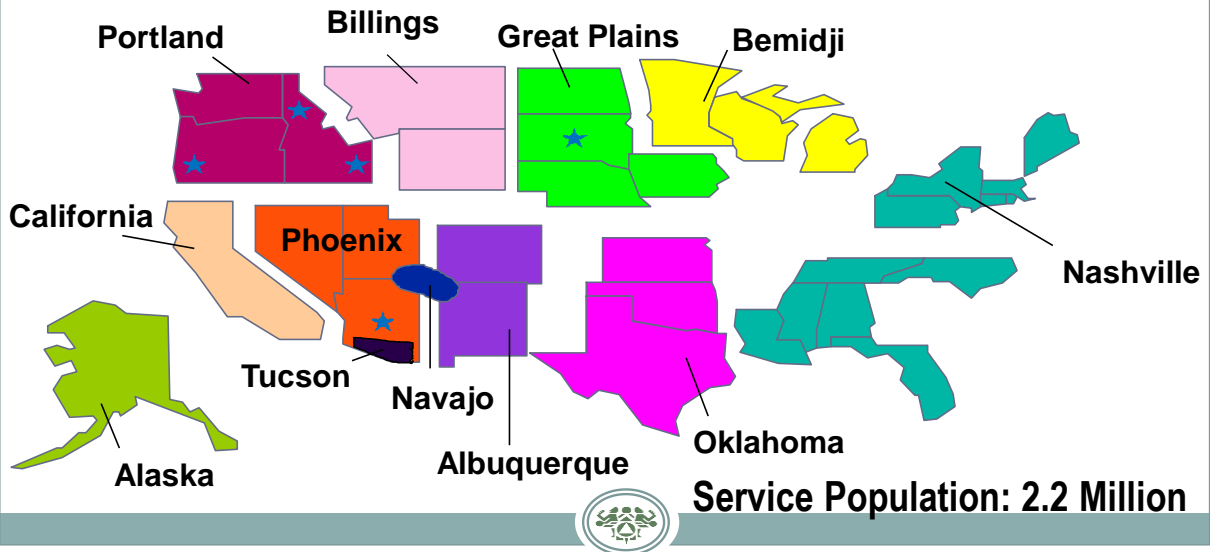 Portland
Billings
Great Plains
Bemidji
California
Phoenix
Nashville
Tucson
Navajo
Alaska
Albuquerque
Oklahoma
Service Population: 2.2 Million